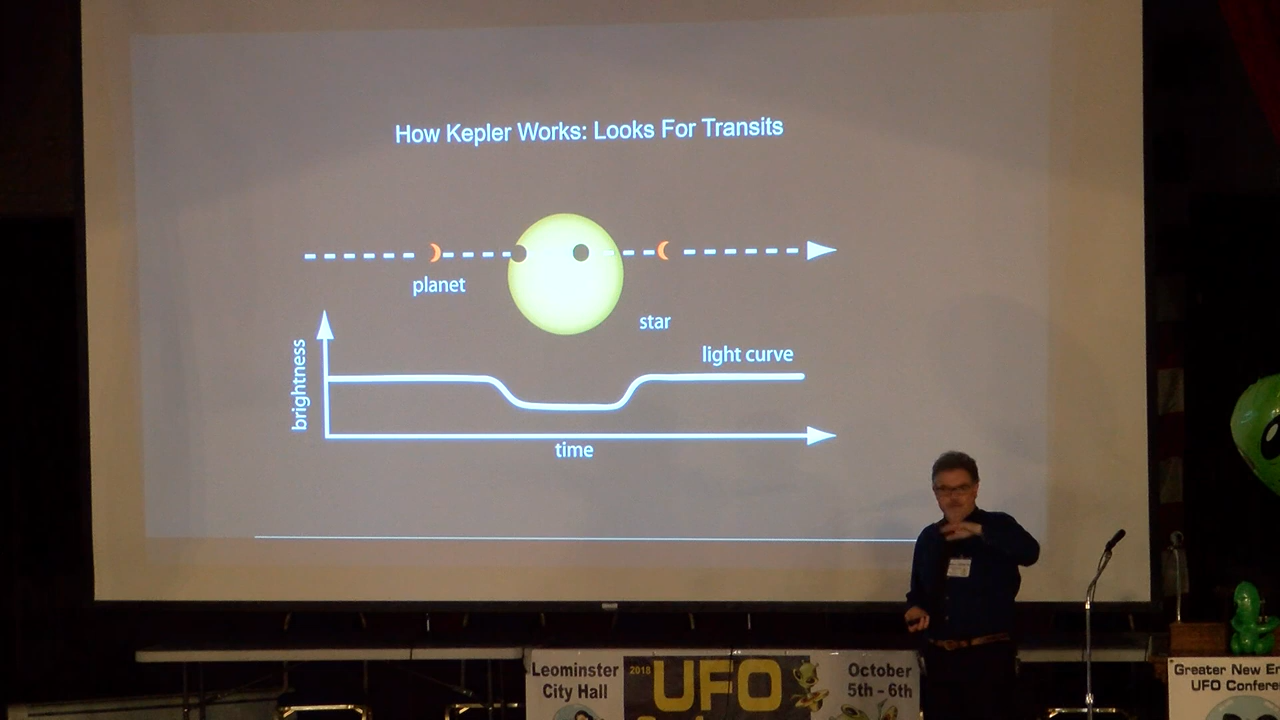 How Kepler Works: Looks For Transits
planet
star
light curve
brightness
time
Leominster
City Hall
2018
UFO
October
5th - 6th
Greater New En
UFO Confere